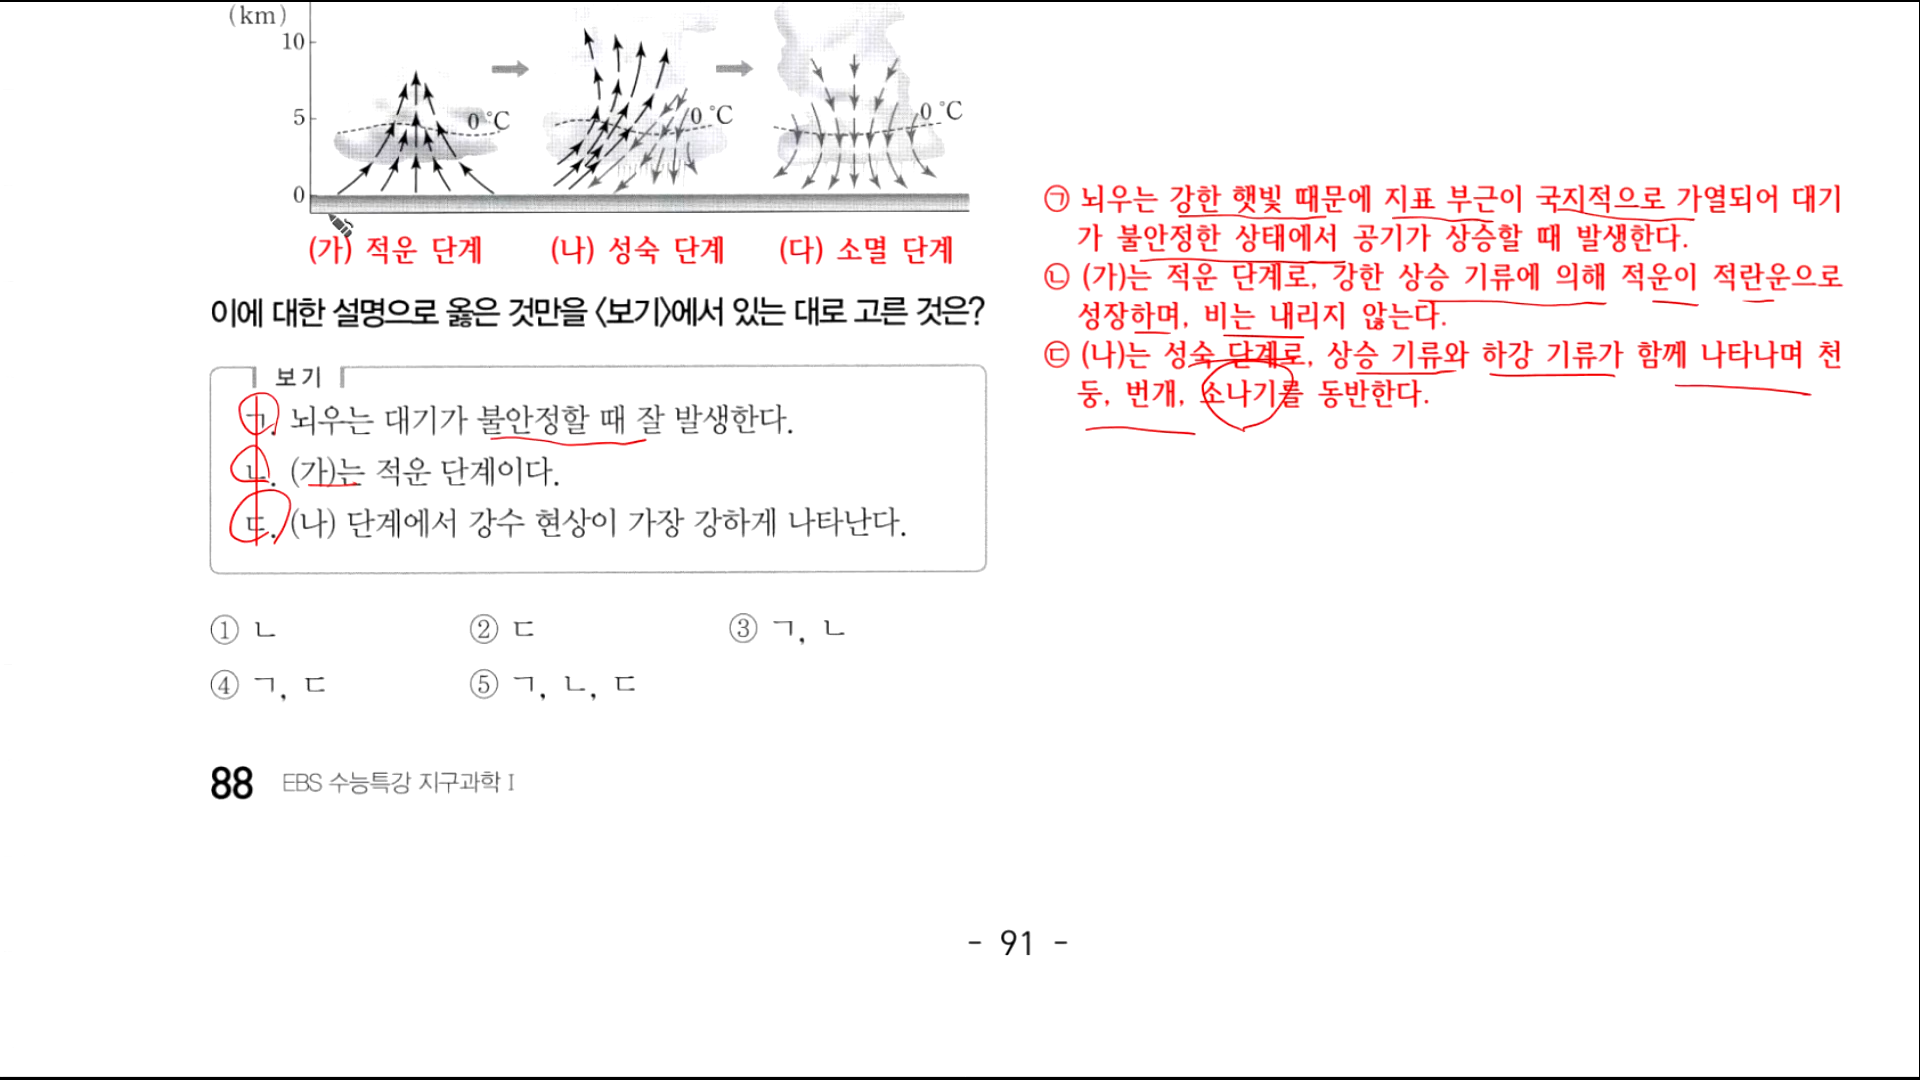 (km)
10
5
0
0 ℃
0 ℃
0 ℃
(가) 적운 단계 (나) 성숙 단계 (다) 소멸 단계
이에 대한 설명으로 옳은 것만을 〈보기〉에서 있는 대로 고른 것은?
보기
ㄱ. 뇌우는 대기가 불안정할 때 잘 발생한다.
ㄴ. (가)는 적운 단계이다.
ㄷ. (나) 단계에서 강수 현상이 가장 강하게 나타난다.
① ㄴ ② ㄷ ③ ㄱ, ㄴ
④ ㄱ, ㄷ ⑤ ㄱ, ㄴ, ㄷ
88 EBS 수능특강 지구과학 I
㉠ 뇌우는 강한 햇빛 때문에 지표 부근이 국지적으로 가열되어 대기
가 불안정한 상태에서 공기가 상승할 때 발생한다.
㉡ (가)는 적운 단계로, 강한 상승 기류에 의해 적운이 적란운으로
성장하며, 비는 내리지 않는다.
㉢ (나)는 성숙 단계로, 상승 기류와 하강 기류가 함께 나타나며 천
둥, 번개, 소나기를 동반한다.
- 91 -